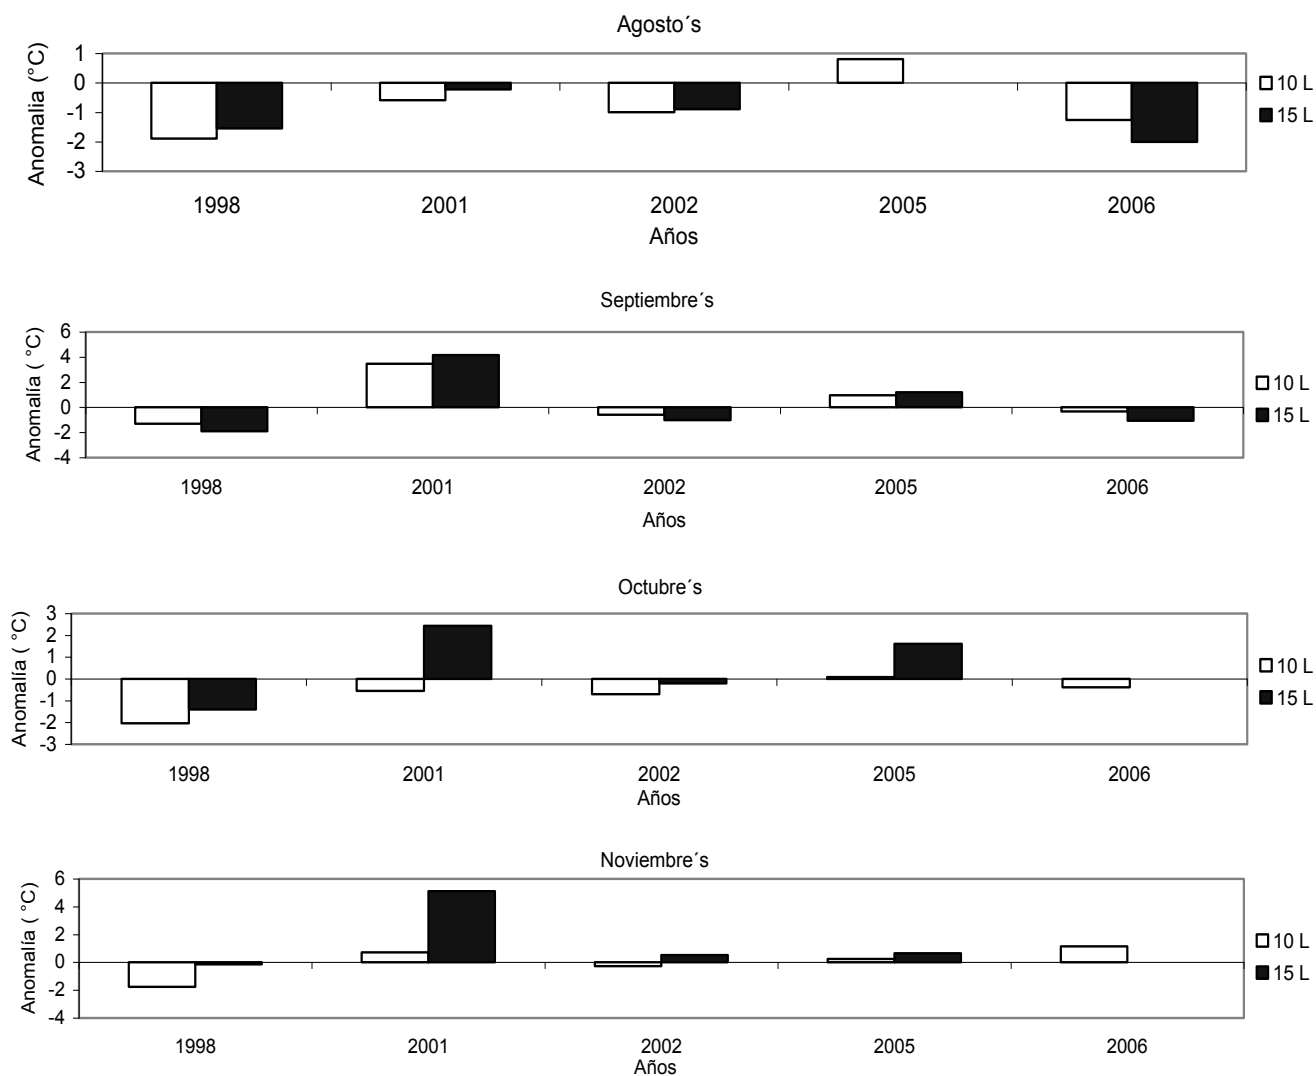 Agosto´s
Anomalia (°C)
1
0
-1
-2
-3
1998 2001 2002 2005 2006
Años
10 L
15 L
Septiembre´s
Anomalía ( °C)
6
4
2
0
-2
-4
1998 2001 2002 2005 2006
Años
10 L
15 L
Octubre´s
Anomalía ( °C)
3
2
1
0
-1
-2
-3
1998 2001 2002 2005 2006
Años
10 L
15 L
Noviembre´s
Anomalía ( °C)
6
4
2
0
-2
-4
1998 2001 2002 2005 2006
Años
10 L
15 L